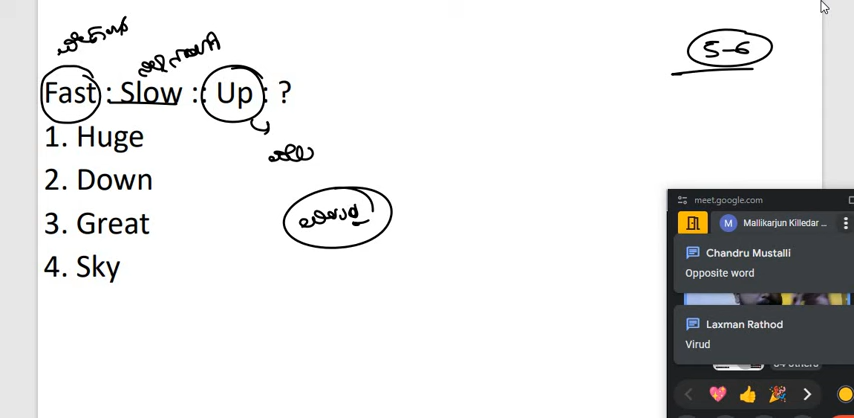 5-6
Fast : Slow :: Up : ?
1. Huge
2. Down
3. Great
4. Sky
meet.google.com
M Mallikarjun Killedar ...
Chandru Mustalli
Opposite word
Laxman Rathod
Virud